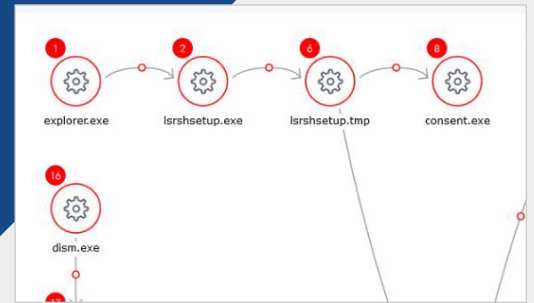 1
2
6
8
explorer.exe
lsrshsetup.exe
lsrshsetup.tmp
consent.exe
16
dism.exe